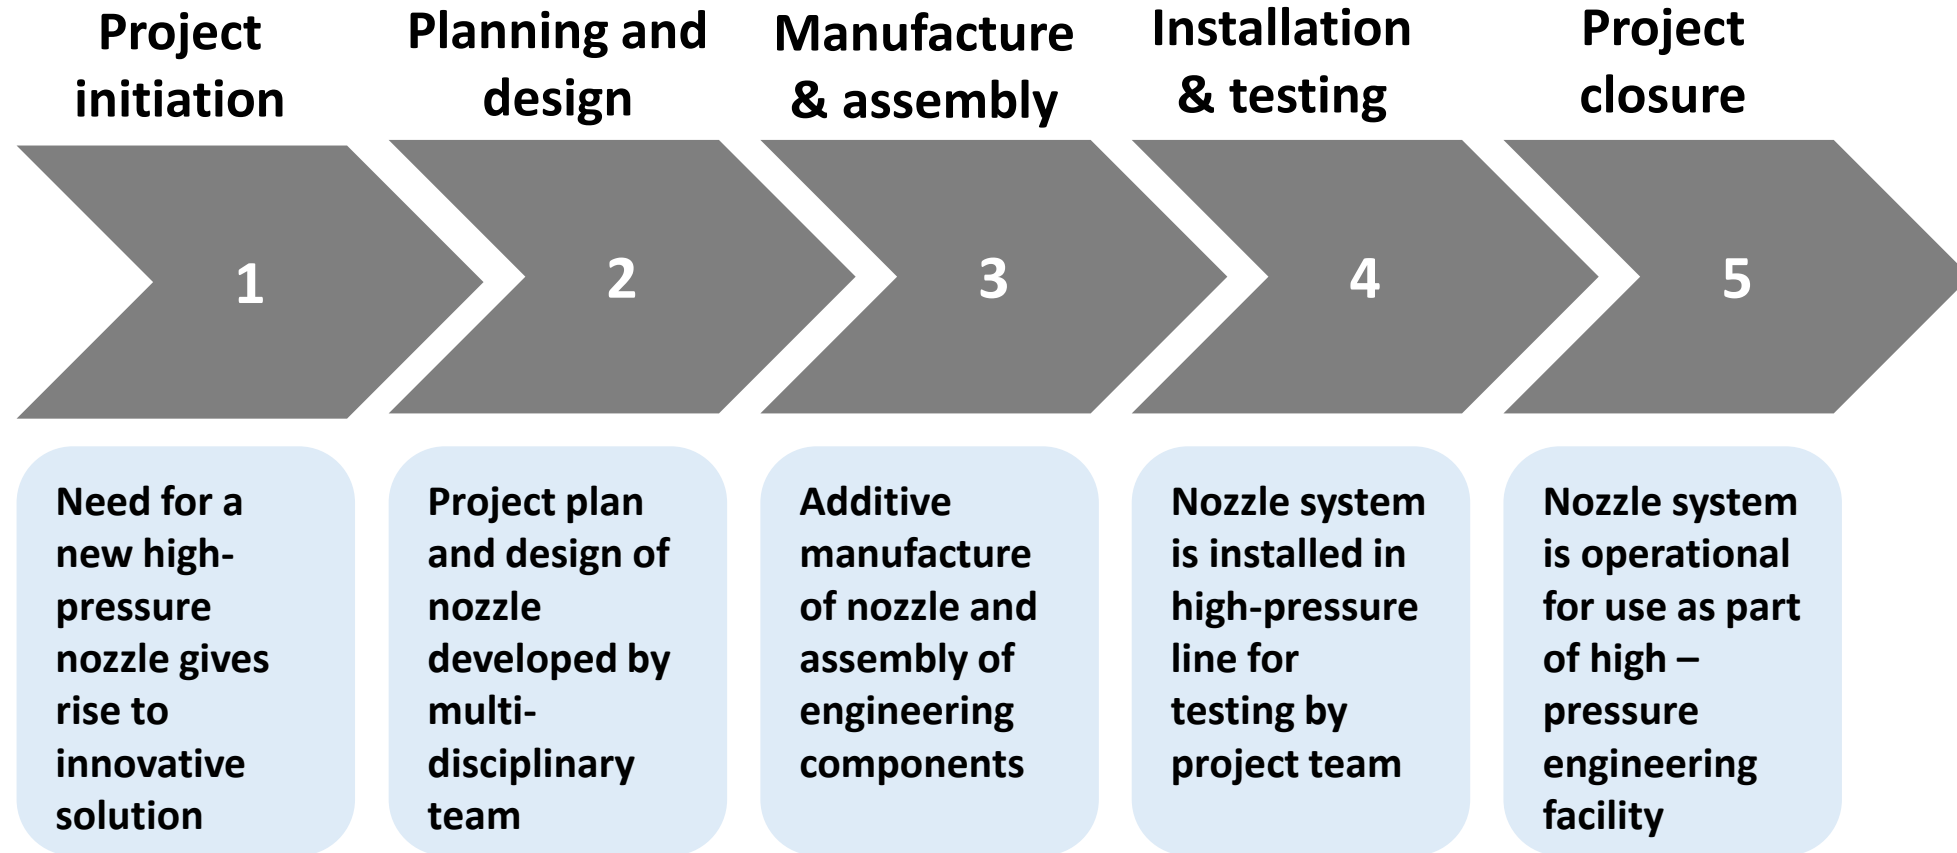 Project
initiation
Planning and
design
Manufacture
& assembly
Installation
& testing
Project
closure
1
2
3
4
5
Need for a
new high-
pressure
nozzle gives
rise to
innovative
solution
Project plan
and design of
nozzle
developed by
multi-
disciplinary
team
Additive
manufacture
of nozzle and
assembly of
engineering
components
Nozzle system
is installed in
high-pressure
line for
testing by
project team
Nozzle system
is operational
for use as part
of high –
pressure
engineering
facility